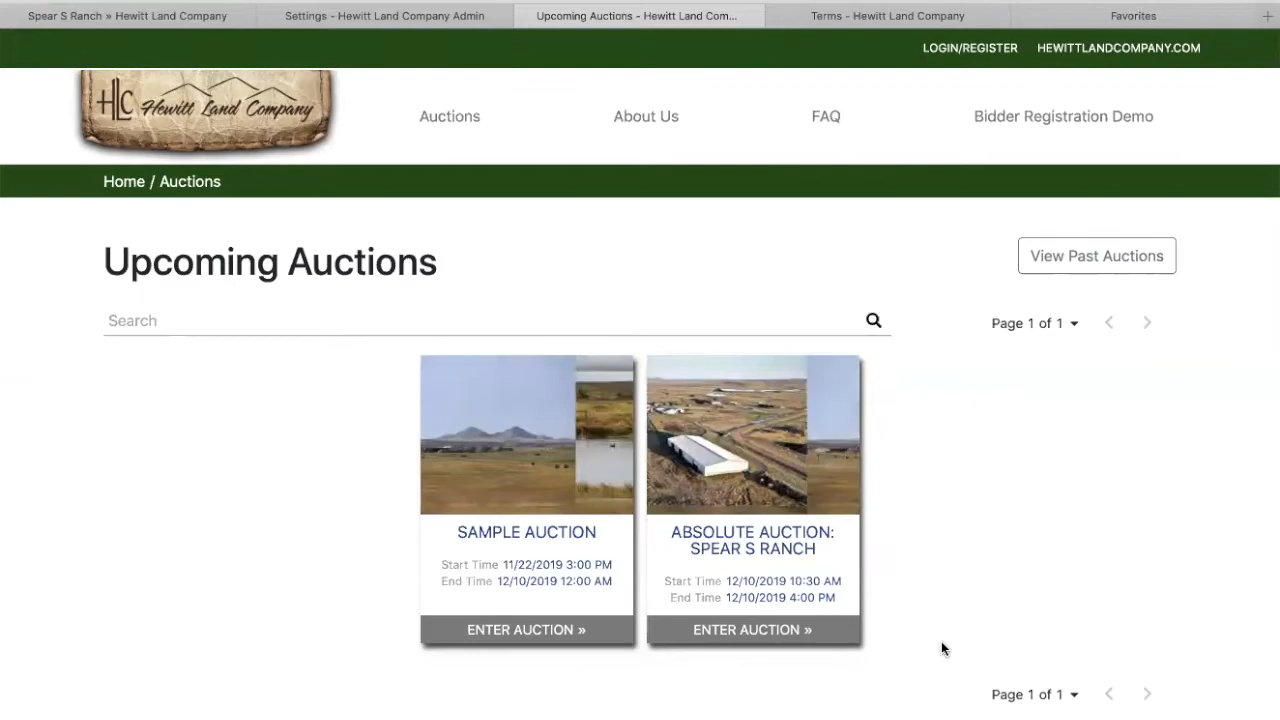 Spear S Ranch » Hewitt Land Company
Settings - Hewitt Land Company Admin
Upcoming Auctions - Hewitt Land Com...
Terms - Hewitt Land Company
Favorites
LOGIN/REGISTER
HEWITTLANDCOMPANY.COM
HLC Hewitt Land Company
Auctions
About Us
FAQ
Bidder Registration Demo
Home / Auctions
Upcoming Auctions
View Past Auctions
Search
Page 1 of 1
SAMPLE AUCTION
Start Time 11/22/2019 3:00 PM
End Time 12/10/2019 12:00 AM
ENTER AUCTION »
ABSOLUTE AUCTION:
SPEAR S RANCH
Start Time 12/10/2019 10:30 AM
End Time 12/10/2019 4:00 PM
ENTER AUCTION »
Page 1 of 1